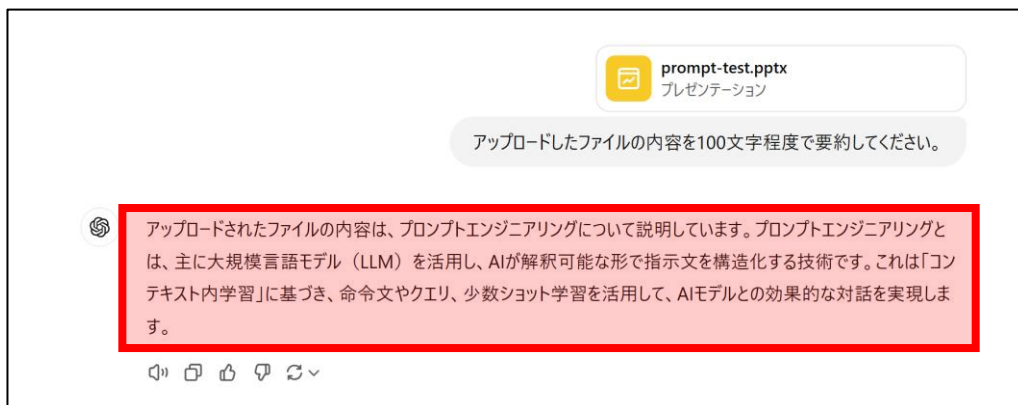 prompt-test.pptx
プレゼンテーション
アップロードしたファイルの内容を100文字程度で要約してください。
アップロードされたファイルの内容は、プロンプトエンジニアリングについて説明しています。プロンプトエンジニアリングと
は、主に大規模言語モデル（LLM）を活用し、AIが解釈可能な形で指示文を構造化する技術です。これは「コン
テキスト内学習」に基づき、命令文やクエリ、少数ショット学習を活用して、AIモデルとの効果的な対話を実現しま
す。